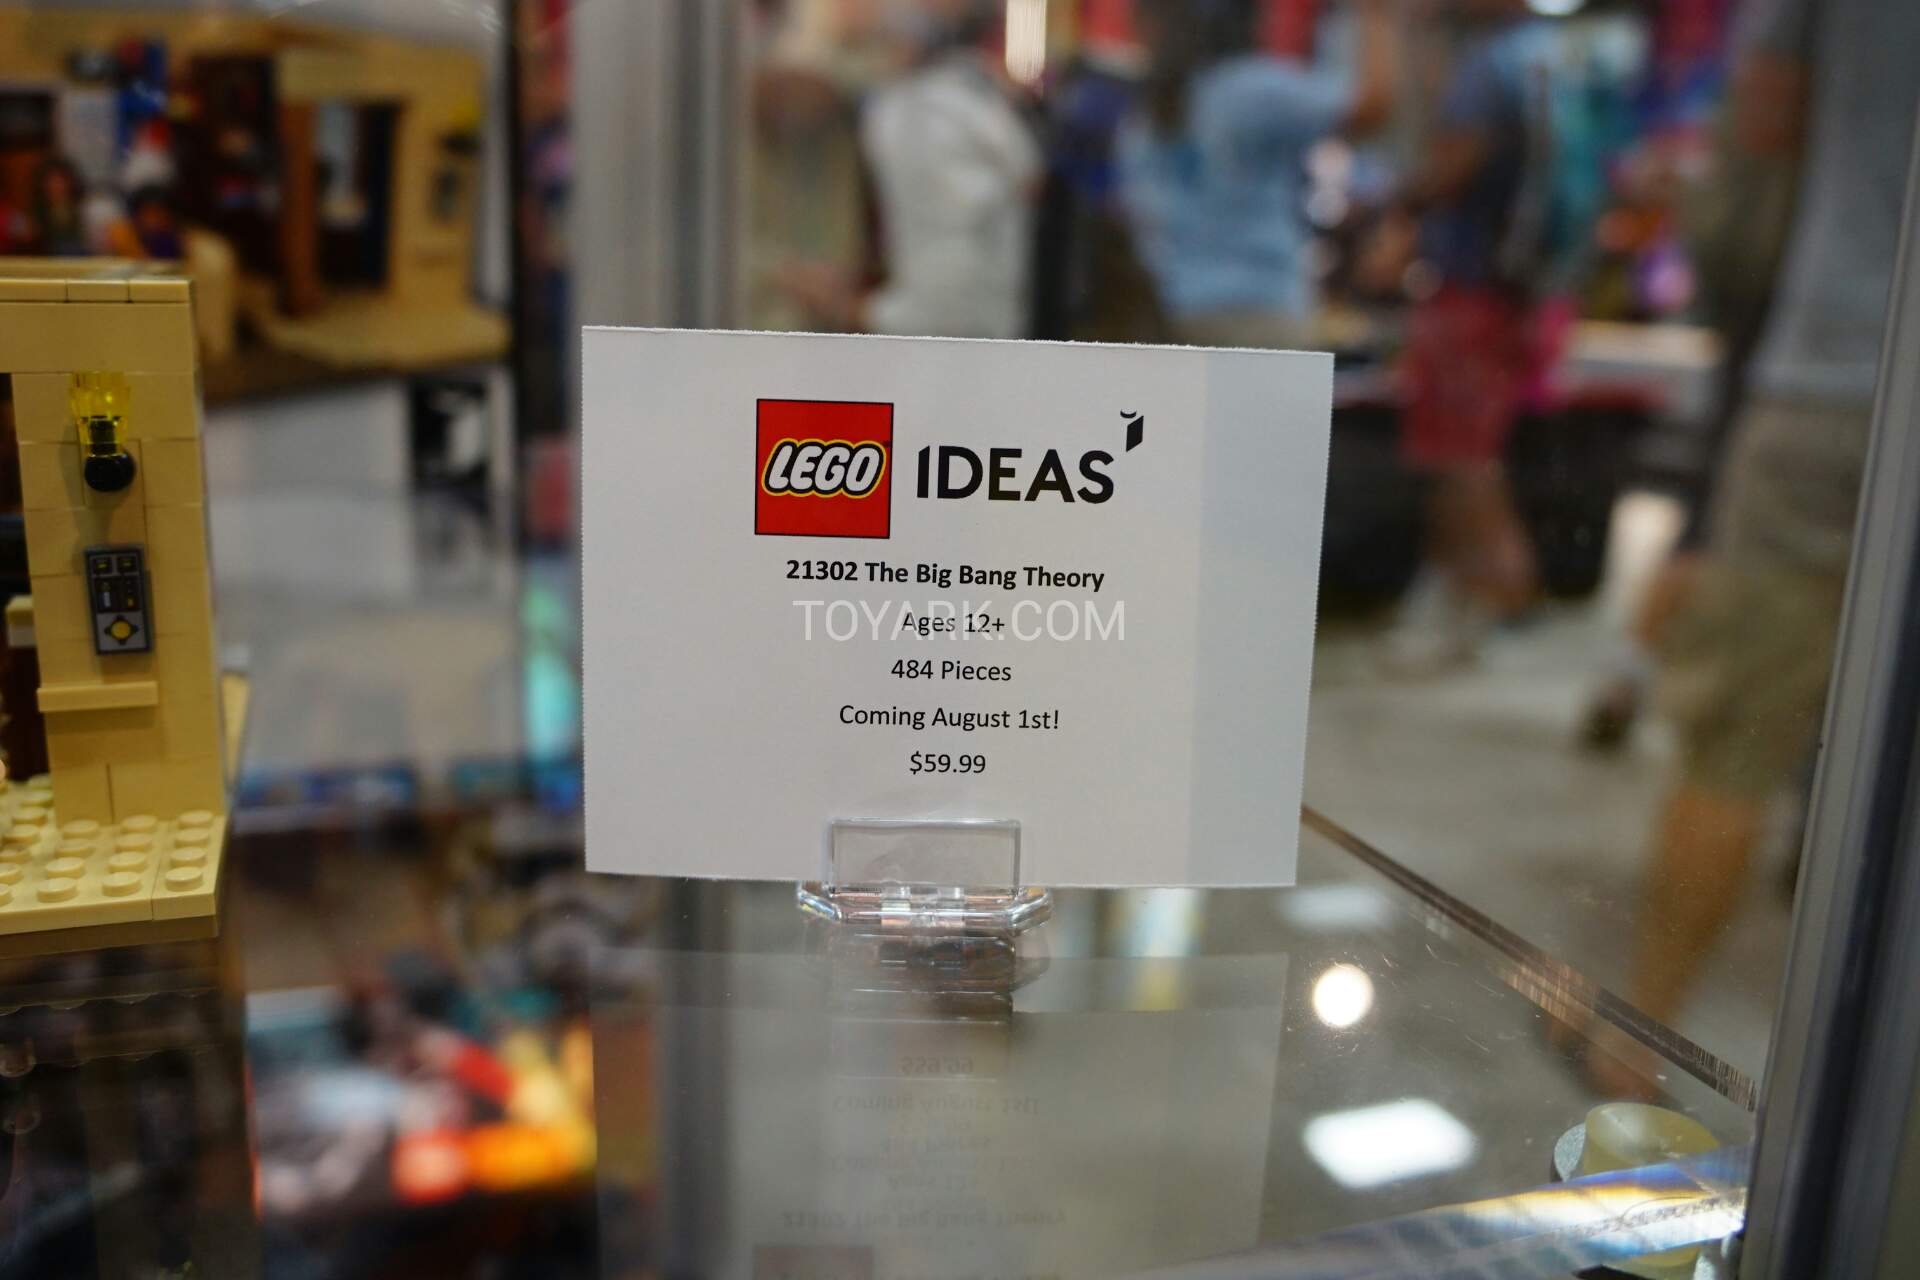 LEGO IDEAS
21302 The Big Bang Theory
Ages 12+
TOYARK.COM
484 Pieces
Coming August 1st!
$59.99